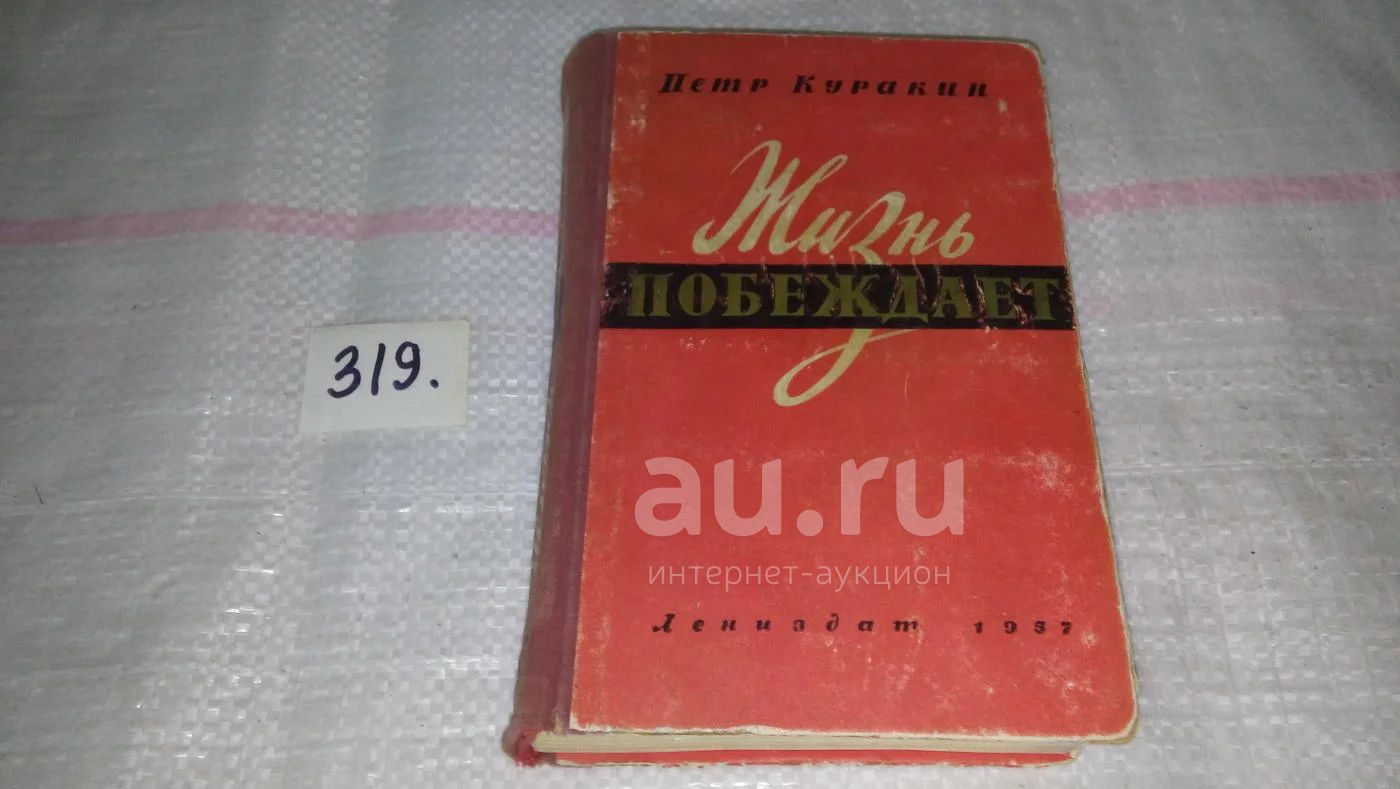 Петр Куракин
Жизнь
ПОБЕЖДАЕТ
319.
au.ru
интернет-аукцион
Лениздат 1957